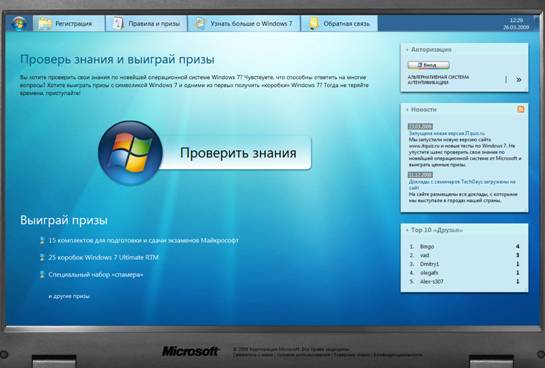 Регистрация
Правила и призы
Узнать больше о Windows 7
Обратная связь
12:29
26.03.2009
Проверь знания и выиграй призы
Вы хотите проверить свои знания по новейшей операционной системе Windows 7? Чувствуете, что способны ответить на многие
вопросы? Хотите выиграть призы с символикой Windows 7 и одними из первых получить «коробки» Windows 7? Тогда не теряйте
времени, приступайте!
Проверить знания
Выиграй призы
15 комплектов для подготовки и сдачи экзаменов Майкрософт
25 коробок Windows 7 Ultimate RTM
Специальный набор «спамера»
и другие призы
Авторизация
Вход
АЛЬТЕРНАТИВНАЯ СИСТЕМА
АУТЕНТИФИКАЦИИ
| »
Новости
Запущена новая версия ITquiz.ru
Мы запустили новую версию сайта
www.itquiz.ru и новые тесты по Windows 7. Не
упустите шанс проверить свои знания по
новейшей операционной системе от Microsoft и
выиграть ценные призы.
Доклады с семинаров TechDays загружены на
сайт
На сайте размещены все доклады, с которыми
мы выступали в городах нашей страны.
Top 10 «Друзья»
1. Bingo 4
2. vad 3
3. Dmitry1 1
4. olegafx 1
5. Alex-s307 1
Microsoft
© 2009 Корпорация Microsoft. Все права защищены.